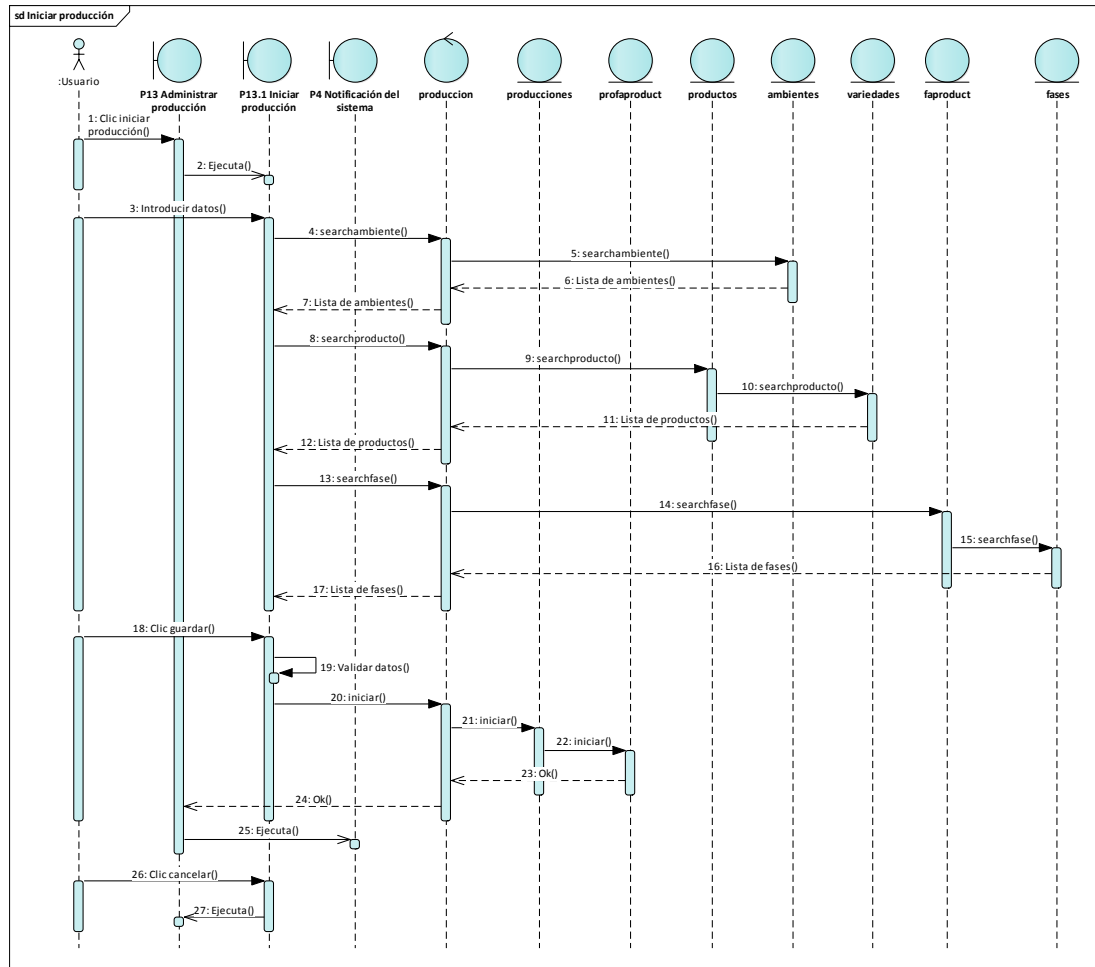 sd Iniciar producción
:Usuario
P13 Administrar
producción
P13.1 Iniciar
producción
P4 Notificación del
sistema
produccion
producciones
profaproduct
productos
ambientes
variedades
faproduct
fases
1: Clic iniciar
producción()
2: Ejecuta()
3: Introducir datos()
4: searchambiente()
5: searchambiente()
6: Lista de ambientes()
7: Lista de ambientes()
8: searchproducto()
9: searchproducto()
10: searchproducto()
11: Lista de productos()
12: Lista de productos()
13: searchfase()
14: searchfase()
15: searchfase()
16: Lista de fases()
17: Lista de fases()
18: Clic guardar()
19: Validar datos()
20: iniciar()
21: iniciar()
22: iniciar()
23: Ok()
24: Ok()
25: Ejecuta()
26: Clic cancelar()
27: Ejecuta()